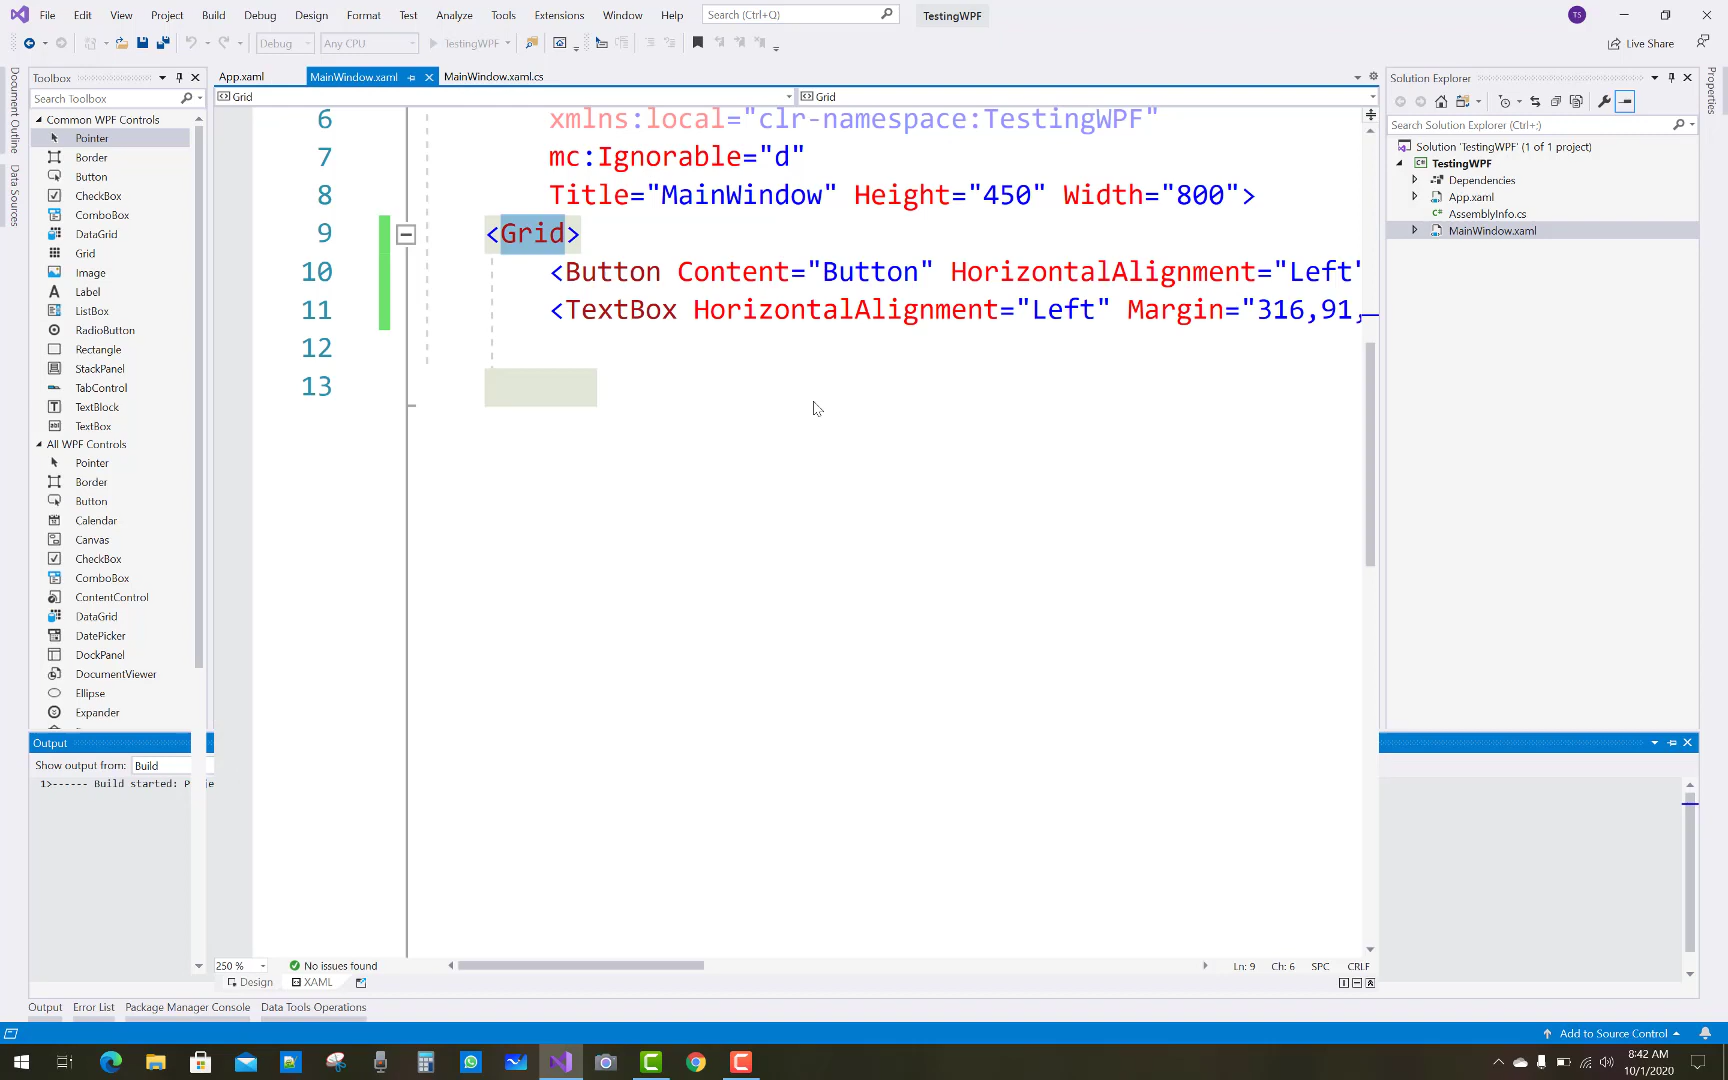 File Edit View Project Build Debug Design Format Test Analyze Tools Extensions Window Help Search (Ctrl+Q) TestingWPF TS
Debug Any CPU TestingWPF Live Share
Document Outline
Data Sources
Toolbox
Search Toolbox
Common WPF Controls
Pointer
Border
Button
CheckBox
ComboBox
DataGrid
Grid
Image
Label
ListBox
RadioButton
Rectangle
StackPanel
TabControl
TextBlock
TextBox
All WPF Controls
Pointer
Border
Button
Calendar
Canvas
CheckBox
ComboBox
ContentControl
DataGrid
DatePicker
DockPanel
DocumentViewer
Ellipse
Expander
App.xaml MainWindow.xaml MainWindow.xaml.cs
Grid Grid
6 xmlns:local="clr-namespace:TestingWPF"
7 mc:Ignorable="d"
8 Title="MainWindow" Height="450" Width="800">
9 <Grid>
10 <Button Content="Button" HorizontalAlignment="Left"
11 <TextBox HorizontalAlignment="Left" Margin="316,91,
12
13
250 % No issues found Ln: 9 Ch: 6 SPC CRLF
Design XAML
Solution Explorer
Search Solution Explorer (Ctrl+;)
Solution 'TestingWPF' (1 of 1 project)
TestingWPF
Dependencies
App.xaml
AssemblyInfo.cs
MainWindow.xaml
Properties
Output
Show output from: Build
1>------ Build started: Proje
Output Error List Package Manager Console Data Tools Operations
Add to Source Control
8:42 AM
10/1/2020